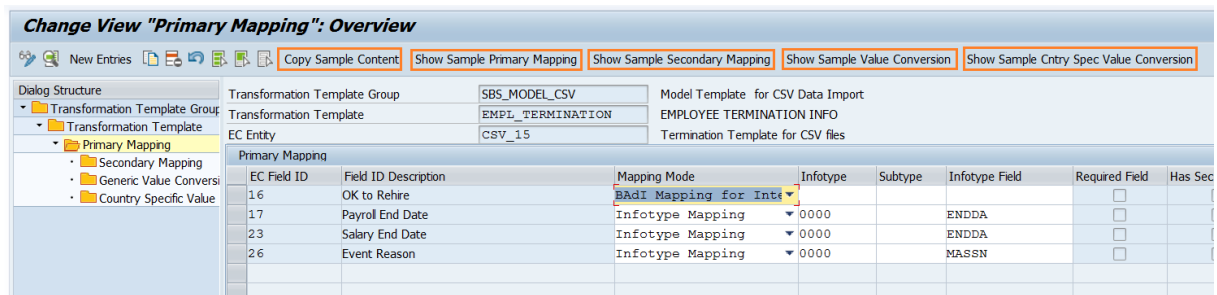 Change View "Primary Mapping": Overview
New Entries Copy Sample Content Show Sample Primary Mapping Show Sample Secondary Mapping Show Sample Value Conversion Show Sample Cntry Spec Value Conversion
Dialog Structure
Transformation Template Group
Transformation Template
Primary Mapping
Secondary Mapping
Generic Value Conversi
Country Specific Value
Transformation Template Group SBS_MODEL_CSV Model Template for CSV Data Import
Transformation Template EMPL_TERMINATION EMPLOYEE TERMINATION INFO
EC Entity CSV_15 Termination Template for CSV files
Primary Mapping
EC Field ID Field ID Description Mapping Mode Infotype Subtype Infotype Field Required Field Has Sec
16 OK to Rehire BAdI Mapping for Inte
17 Payroll End Date Infotype Mapping 0000 ENDDA
23 Salary End Date Infotype Mapping 0000 ENDDA
26 Event Reason Infotype Mapping 0000 MASSN